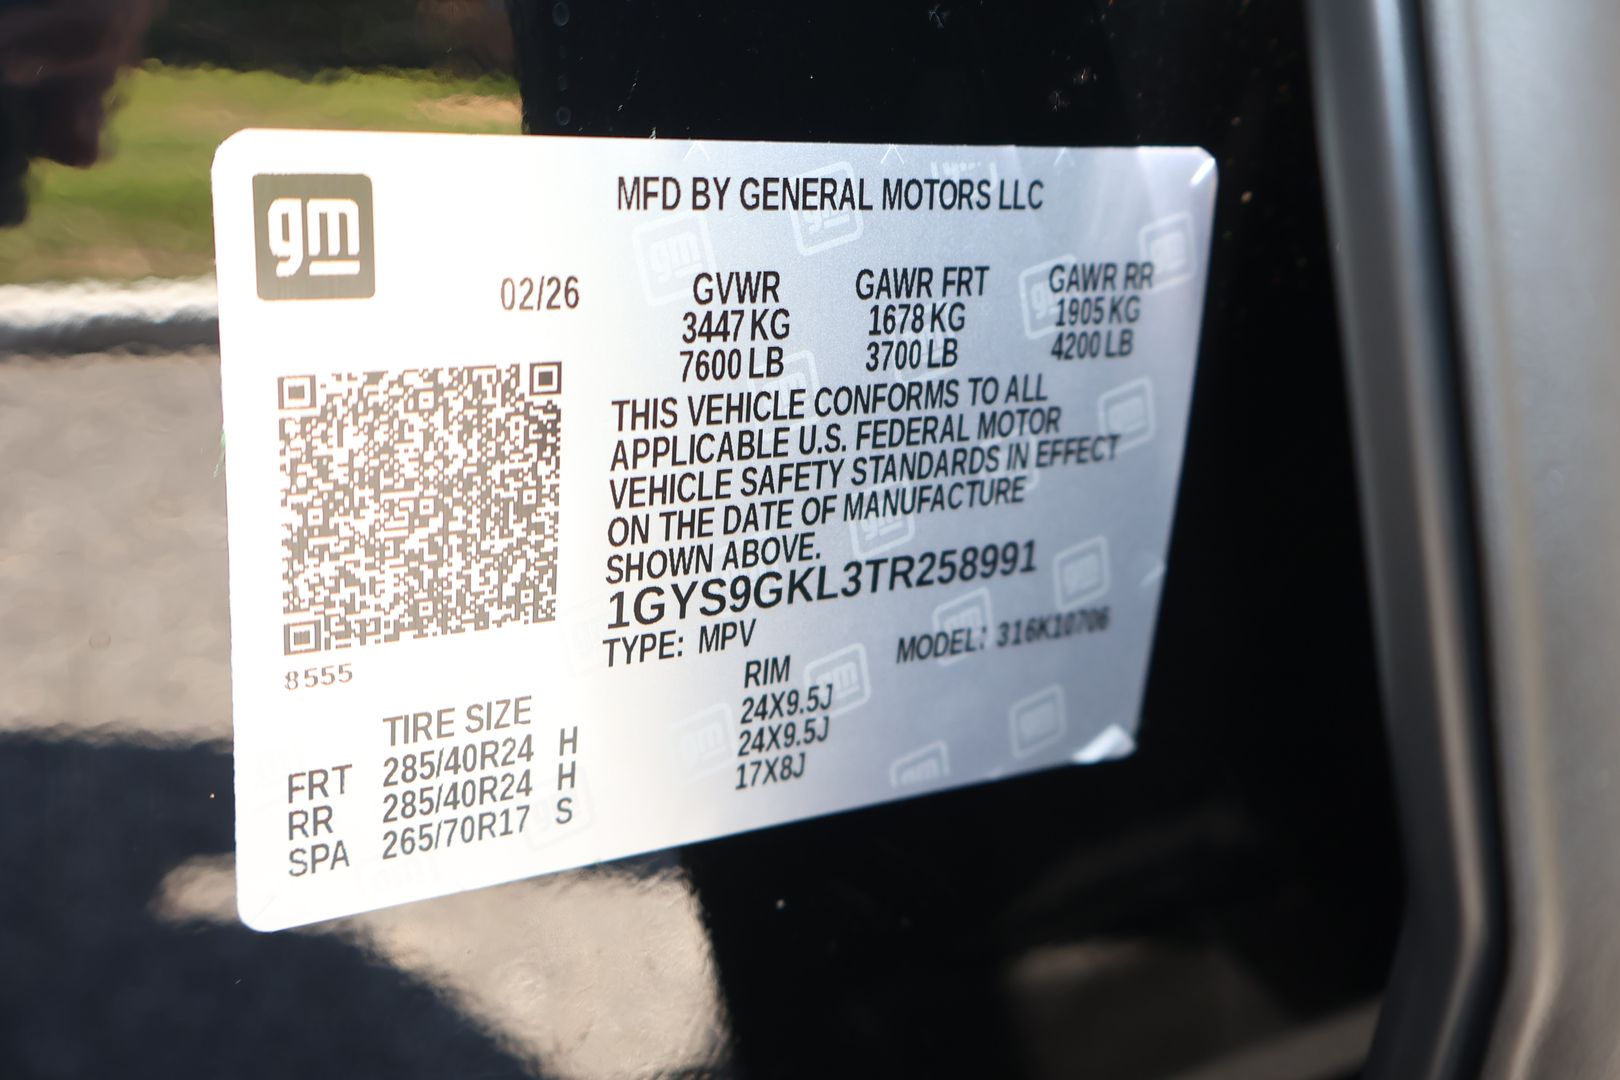 gm
MFD BY GENERAL MOTORS LLC
02/26
GVWR GAWR FRT GAWR RR
3447 KG 1678 KG 1905 KG
7600 LB 3700 LB 4200 LB
THIS VEHICLE CONFORMS TO ALL
APPLICABLE U.S. FEDERAL MOTOR
VEHICLE SAFETY STANDARDS IN EFFECT
ON THE DATE OF MANUFACTURE
SHOWN ABOVE.
1GYS9GKL3TR258991
TYPE: MPV MODEL: 316K10706
8555
TIRE SIZE RIM
FRT 285/40R24 H 24X9.5J
RR 285/40R24 H 24X9.5J
SPA 265/70R17 S 17X8J